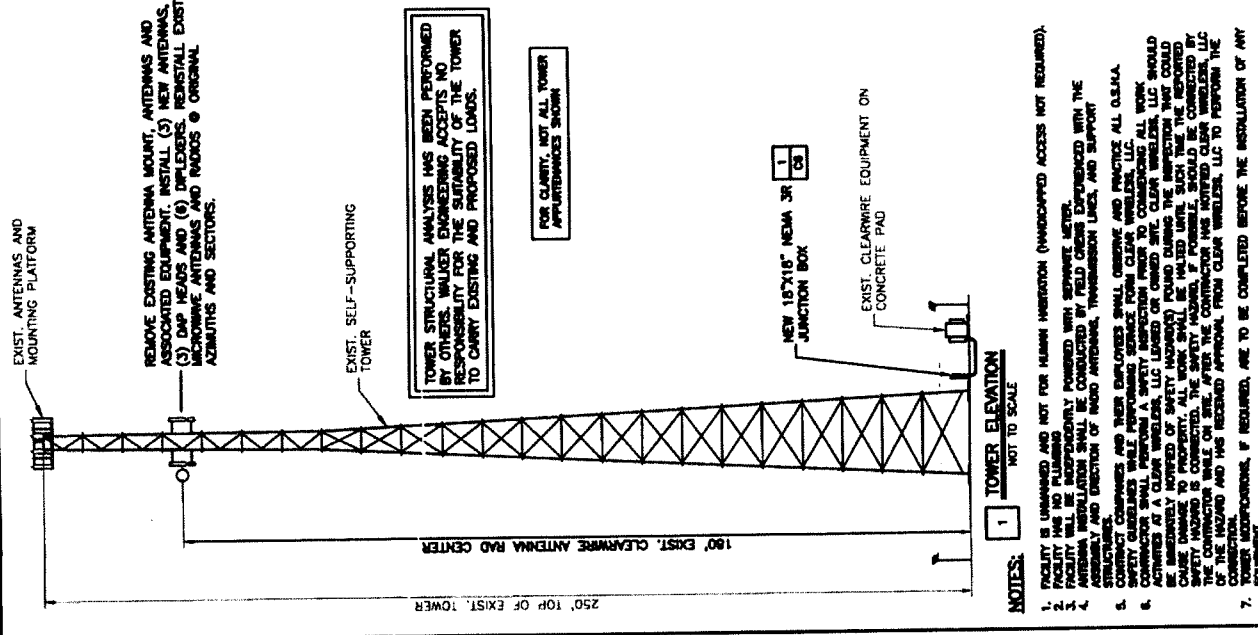 EXIST. ANTENNAS AND
MOUNTING PLATFORM
REMOVE EXISTING ANTENNA MOUNT, ANTENNAS AND
ASSOCIATED EQUIPMENT. INSTALL (3) NEW ANTENNAS,
(3) DAP HEADS AND (6) DIPLEXERS. REINSTALL EXIST
MICROWAVE ANTENNAS AND RADIOS @ ORIGINAL
AZIMUTHS AND SECTORS.
EXIST. SELF-SUPPORTING
TOWER
TOWER STRUCTURAL ANALYSIS HAS BEEN PERFORMED
BY OTHERS. WALKER ENGINEERING ACCEPTS NO
RESPONSIBILITY FOR THE SUITABILITY OF THE TOWER
TO CARRY EXISTING AND PROPOSED LOADS.
FOR CLARITY, NOT ALL TOWER
APPURTENANCES SHOWN
NEW 18"X18" NEMA 3R
JUNCTION BOX
1
C6
EXIST. CLEARWIRE EQUIPMENT ON
CONCRETE PAD
180' EXIST. CLEARWIRE ANTENNA RAD CENTER
250' TOP OF EXIST. TOWER
1 TOWER ELEVATION
NOT TO SCALE
NOTES:
1. FACILITY IS UNMANNED AND NOT FOR HUMAN HABITATION (HANDICAPPED ACCESS NOT REQUIRED).
2. FACILITY HAS NO PLUMBING
3. FACILITY WILL BE INDEPENDENTLY POWERED WITH SEPARATE METER.
4. ANTENNA INSTALLATION SHALL BE CONDUCTED BY FIELD CREWS EXPERIENCED WITH THE
ASSEMBLY AND ERECTION OF RADIO ANTENNAS, TRANSMISSION LINES, AND SUPPORT
STRUCTURES.
5. CONTRACT COMPANIES AND THEIR EMPLOYEES SHALL OBSERVE AND PRACTICE ALL O.S.H.A.
SAFETY GUIDELINES WHILE PERFORMING SERVICE FORM CLEAR WIRELESS, LLC.
6. CONTRACTOR SHALL PERFORM A SAFETY INSPECTION PRIOR TO COMMENCING ALL WORK
ACTIVITIES AT A CLEAR WIRELESS, LLC LEASED OR OWNED SITE. CLEAR WIRELESS, LLC SHOULD
BE IMMEDIATELY NOTIFIED OF SAFETY HAZARD(S) FOUND DURING THE INSPECTION THAT COULD
CAUSE DAMAGE TO PROPERTY. ALL WORK SHALL BE HALTED UNTIL SUCH TIME THE REPORTED
SAFETY HAZARD IS CORRECTED. THE SAFETY HAZARD, IF POSSIBLE, SHOULD BE CORRECTED BY
THE CONTRACTOR WHILE ON SITE, AFTER THE CONTRACTOR HAS NOTIFIED CLEAR WIRELESS, LLC
OF THE HAZARD AND HAS RECEIVED APPROVAL FROM CLEAR WIRELESS, LLC TO PERFORM THE
CORRECTION.
7. TOWER MODIFICATIONS, IF REQUIRED, ARE TO BE COMPLETED BEFORE THE INSTALLATION OF ANY